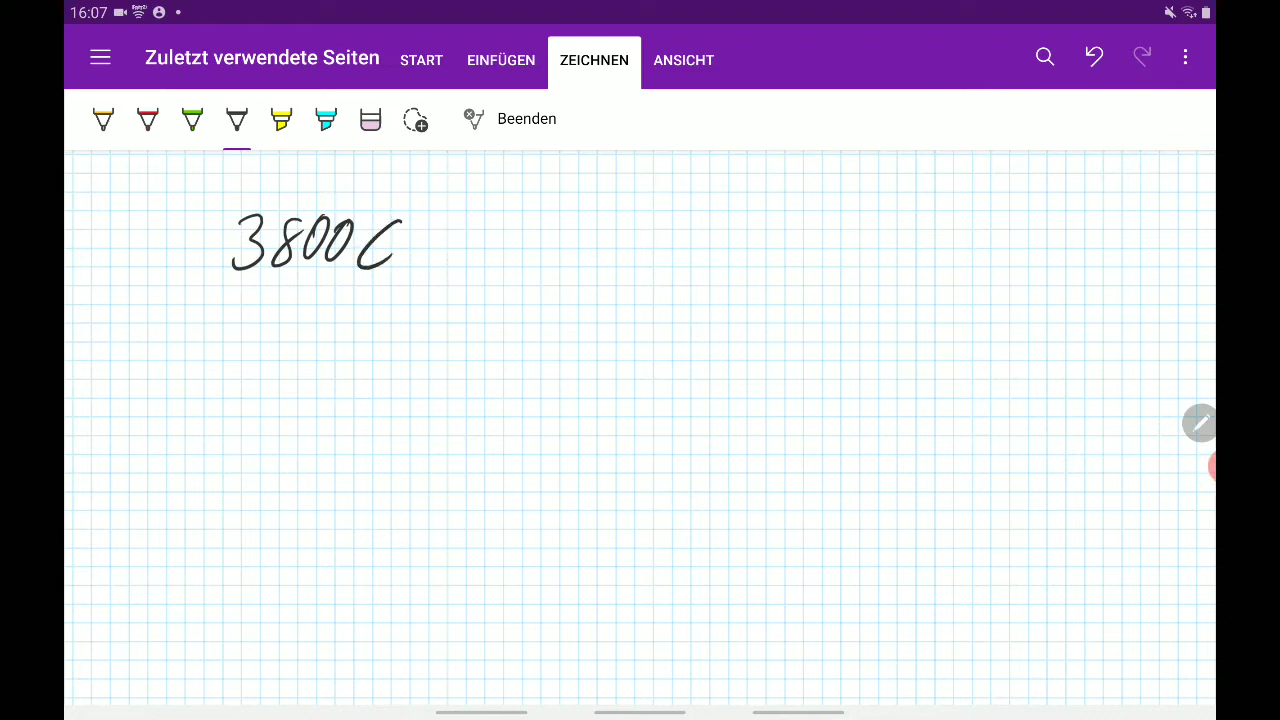 16:07
Zuletzt verwendete Seiten START EINFÜGEN ZEICHNEN ANSICHT
Beenden
3800C